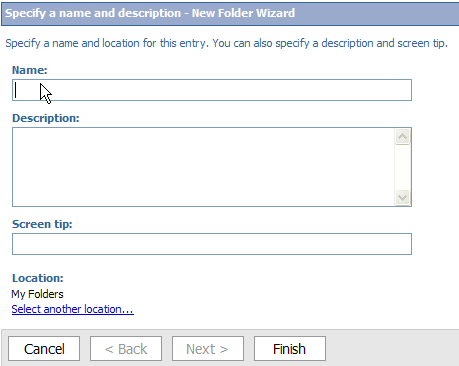 Specify a name and description - New Folder Wizard
Specify a name and location for this entry. You can also specify a description and screen tip.
Name:
Description:
Screen tip:
Location:
My Folders
Select another location...
Cancel
< Back
Next >
Finish